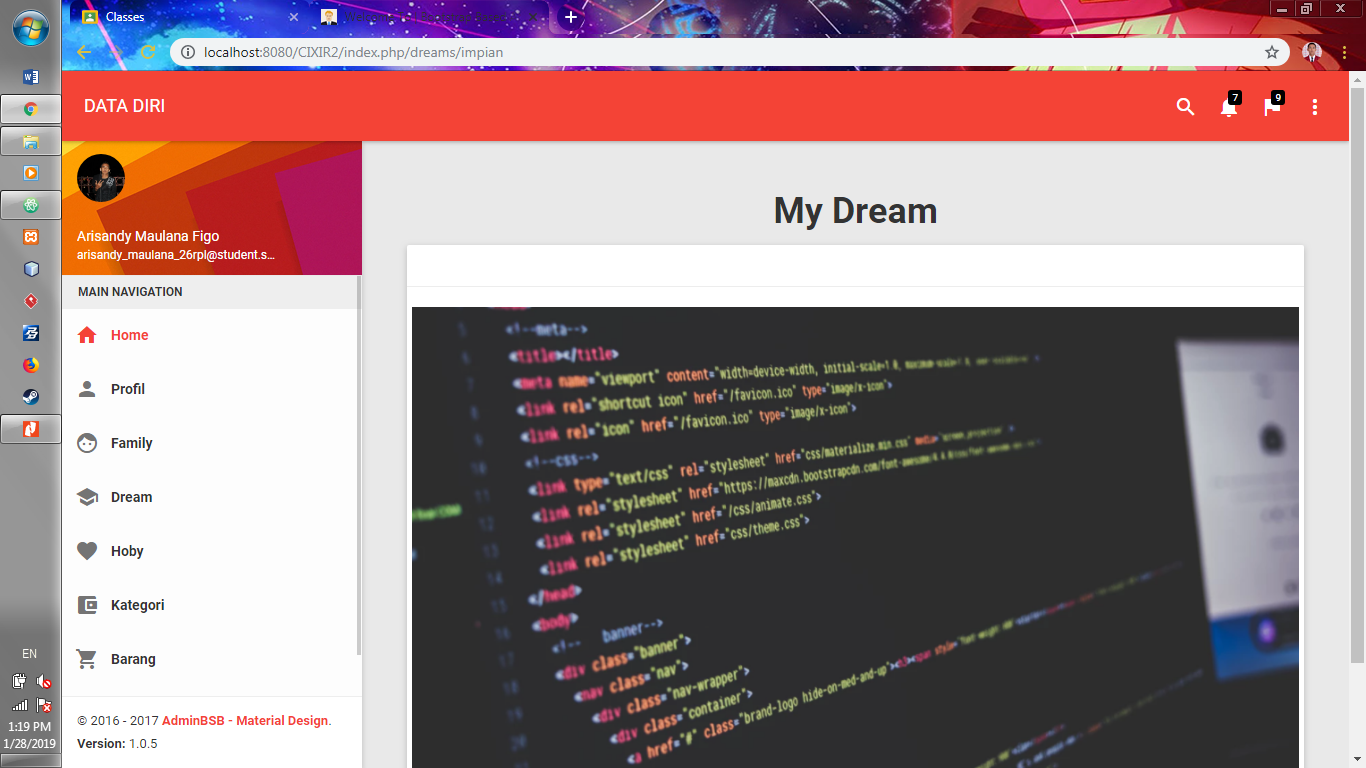 Classes
localhost:8080/CIXIR2/index.php/dreams/impian
DATA DIRI
7
9
Arisandy Maulana Figo
arisandy_maulana_26rpl@student.s...
MAIN NAVIGATION
Home
Profil
Family
Dream
Hoby
Kategori
Barang
© 2016 - 2017 AdminBSB - Material Design.
Version: 1.0.5
My Dream
<!--meta-->
<title></title>
<meta name="viewport" content="width=device-width, initial-scale=1.0, maximum-scale=1.0,
<link rel="shortcut icon" href="/favicon.ico" type="image/x-icon">
<link rel="icon" href="/favicon.ico" type="image/x-icon">
<!--css-->
<link type="text/css" rel="stylesheet" href="css/materialize.min.css" media="screen,projection"
<link rel="stylesheet" href="https://maxcdn.bootstrapcdn.com/font-awesome/4.4.0/css/font-awesome
<link rel="stylesheet" href="/css/animate.css">
<link rel="stylesheet" href="css/theme.css">
</head>
<body>
<!-- banner-->
<div class="banner">
<nav class="nav">
<div class="nav-wrapper">
<div class="container">
<a href="#" class="brand-logo hide-on-med-and-up">
EN
1:19 PM
1/28/2019